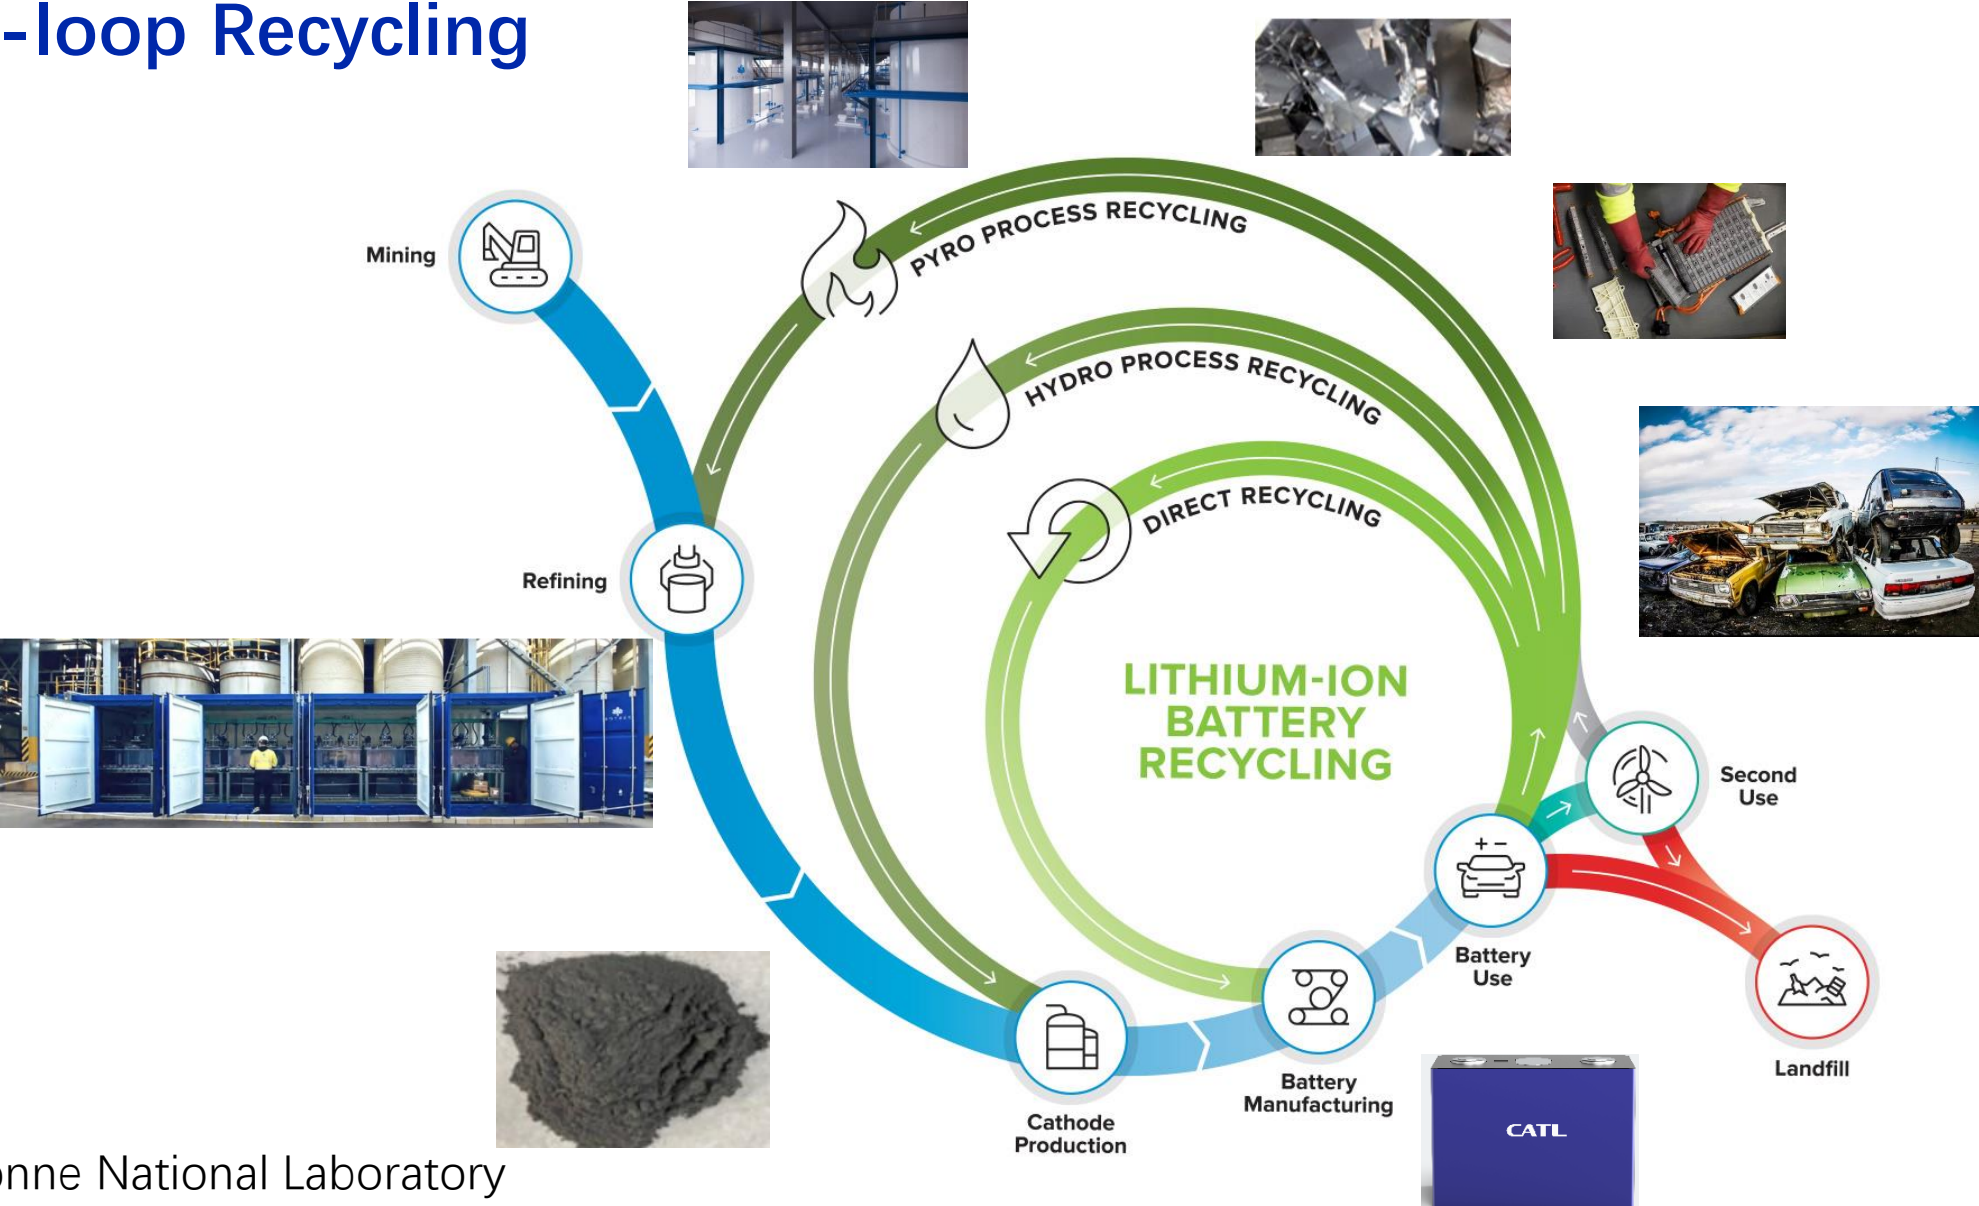 -loop Recycling
PYRO PROCESS RECYCLING
Mining
HYDRO PROCESS RECYCLING
DIRECT RECYCLING
Refining
LITHIUM-ION
BATTERY
RECYCLING
Second
Use
+ -
Battery
Use
Landfill
Battery
Manufacturing
Cathode
Production
CATL
onne National Laboratory